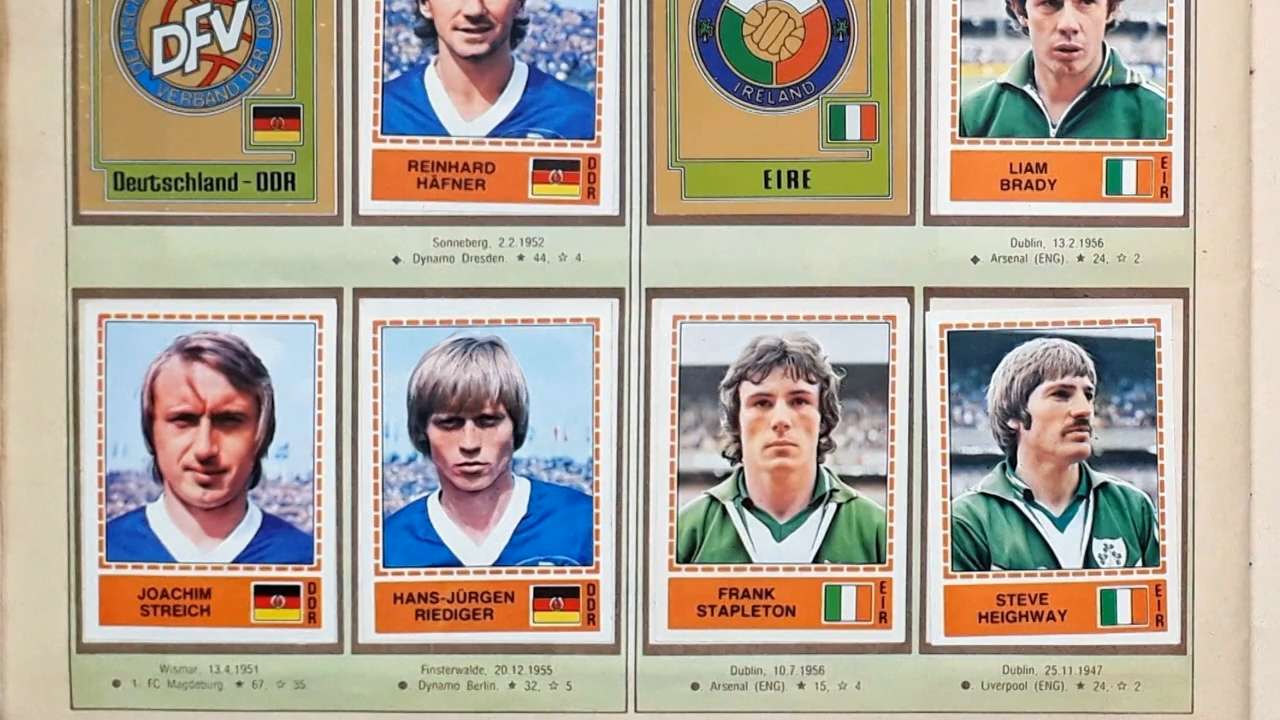 DEUTSCH
DFV
VERBAND DER DDR
Deutschland - DDR
REINHARD
HÄFNER
DDR
IRELAND
EIRE
LIAM
BRADY
EIR
Sonneberg, 2.2.1952
◆ Dynamo Dresden. ★ 44, ☆ 4.
Dublin, 13.2.1956
◆ Arsenal (ENG). ★ 24, ☆ 2.
JOACHIM
STREICH
DDR
HANS-JÜRGEN
RIEDIGER
DDR
FRANK
STAPLETON
EIR
STEVE
HEIGHWAY
EIR
Wismar, 13.4.1951
● 1. FC Magdeburg. ★ 67, ☆ 35.
Finsterwalde, 20.12.1955
●. Dynamo Berlin. ★ 32, ☆ 5.
Dublin, 10.7.1956
● Arsenal (ENG). ★ 15, ☆ 4.
Dublin, 25.11.1947
●. Liverpool (ENG). ★ 24, ☆ 2.